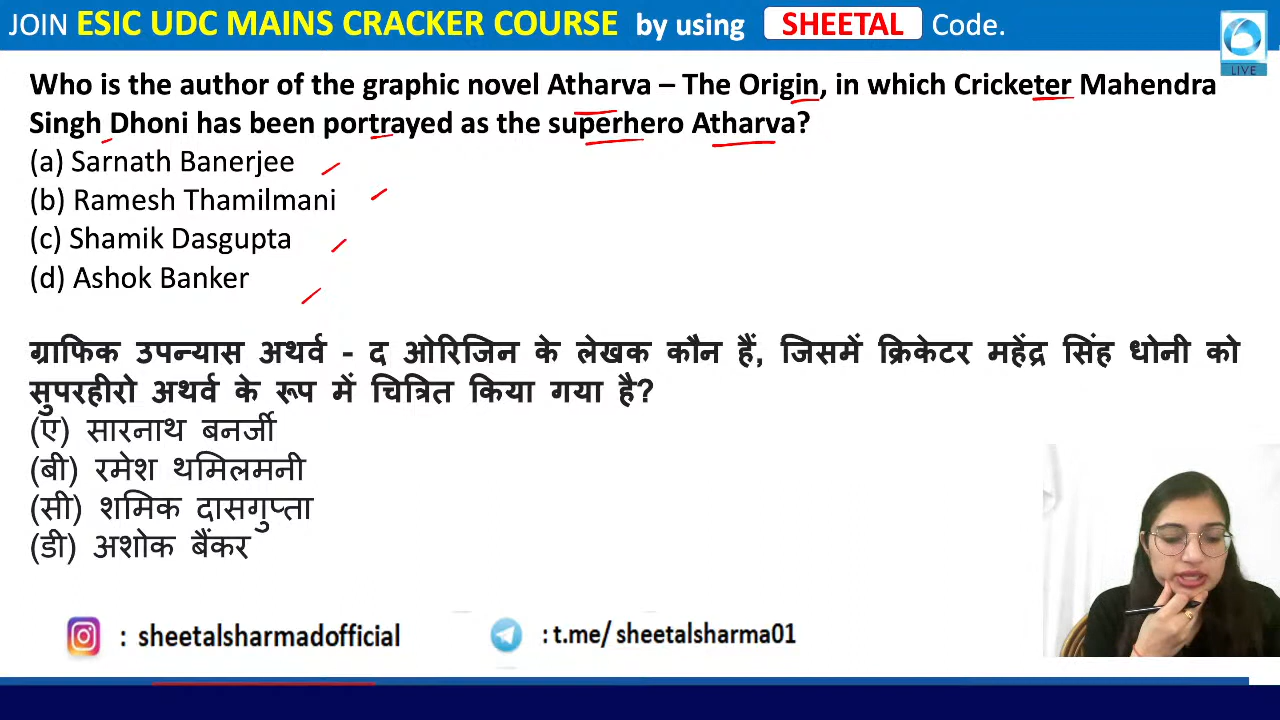 JOIN ESIC UDC MAINS CRACKER COURSE by using SHEETAL Code.
LIVE
Who is the author of the graphic novel Atharva – The Origin, in which Cricketer Mahendra
Singh Dhoni has been portrayed as the superhero Atharva?
(a) Sarnath Banerjee
(b) Ramesh Thamilmani
(c) Shamik Dasgupta
(d) Ashok Banker
ग्राफिक उपन्यास अथर्व - द ओरिजिन के लेखक कौन हैं, जिसमें क्रिकेटर महेंद्र सिंह धोनी को
सुपरहीरो अथर्व के रूप में चित्रित किया गया है?
(ए) सारनाथ बनर्जी
(बी) रमेश थमिलमनी
(सी) शमिक दासगुप्ता
(डी) अशोक बैंकर
: sheetalsharmadofficial : t.me/ sheetalsharma01